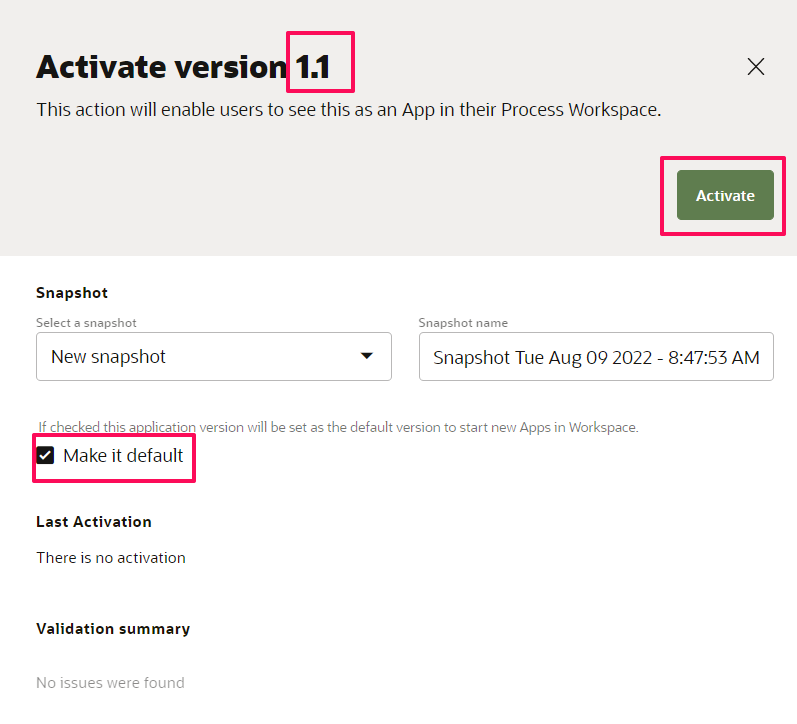 Activate version 1.1
This action will enable users to see this as an App in their Process Workspace.
Activate
Snapshot
Select a snapshot
Snapshot name
New snapshot
Snapshot Tue Aug 09 2022 - 8:47:53 AM
If checked this application version will be set as the default version to start new Apps in Workspace.
Make it default
Last Activation
There is no activation
Validation summary
No issues were found